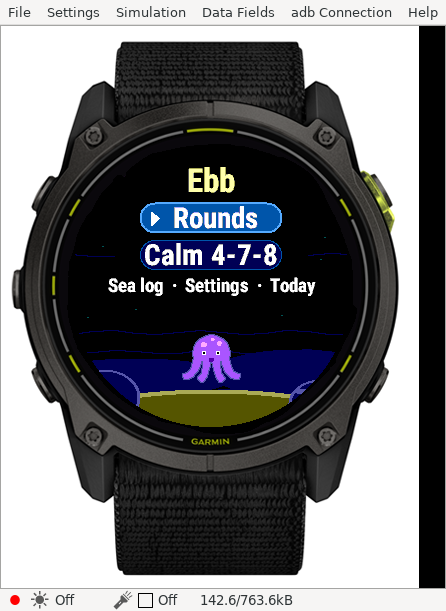 File Settings Simulation Data Fields adb Connection Help
Ebb
Rounds
Calm 4-7-8
Sea log · Settings · Today
GARMIN
Off Off 142.6/763.6kB